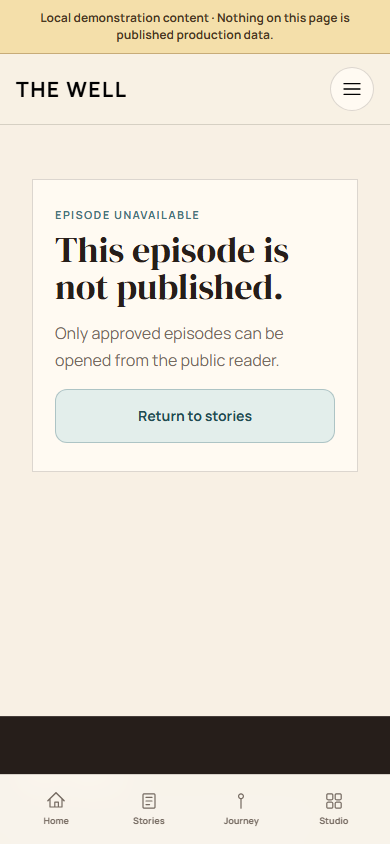 Local demonstration content · Nothing on this page is
published production data.
THE WELL
EPISODE UNAVAILABLE
This episode is
not published.
Only approved episodes can be
opened from the public reader.
Return to stories
Home
Stories
Journey
Studio